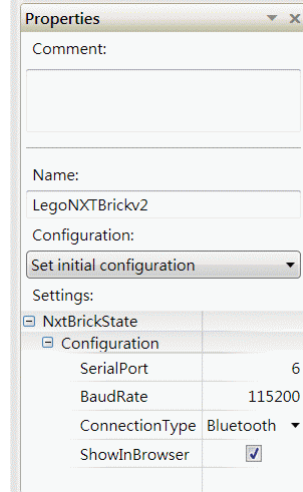 Properties
Comment:
Name:
LegoNXTBrickv2
Configuration:
Set initial configuration
Settings:
NxtBrickState
Configuration
SerialPort 6
BaudRate 115200
ConnectionType Bluetooth
ShowInBrowser